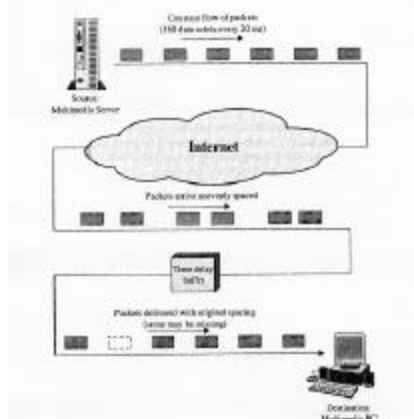 Constant flow of packets
(160 data octets every 20 ms)
Source:
Multimedia Server
Internet
Packets arrive unevenly spaced
Time delay
buffer
Packets delivered with original spacing
(some may be missing)
Destination:
Multimedia PC